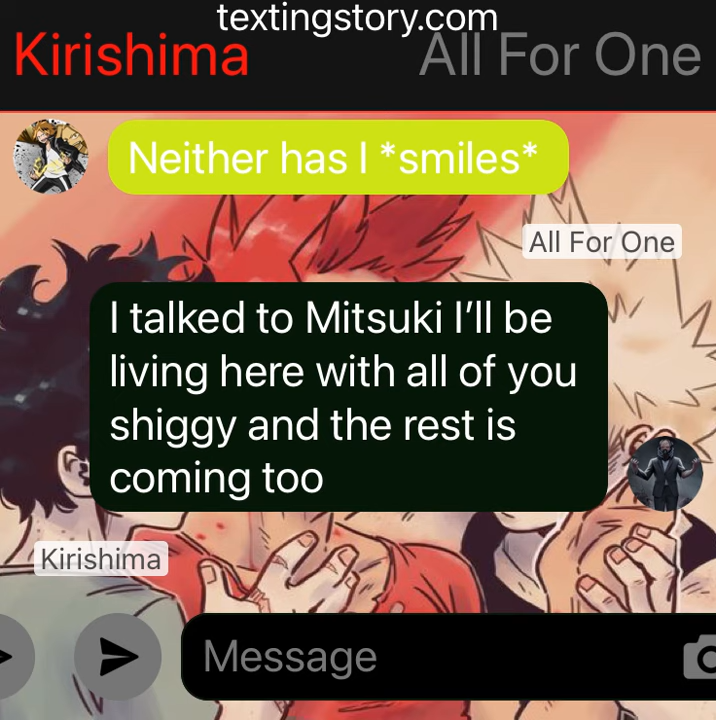 textingstory.com
Kirishima All For One
Neither has I *smiles*
All For One
I talked to Mitsuki I’ll be
living here with all of you
shiggy and the rest is
coming too
Kirishima
Message